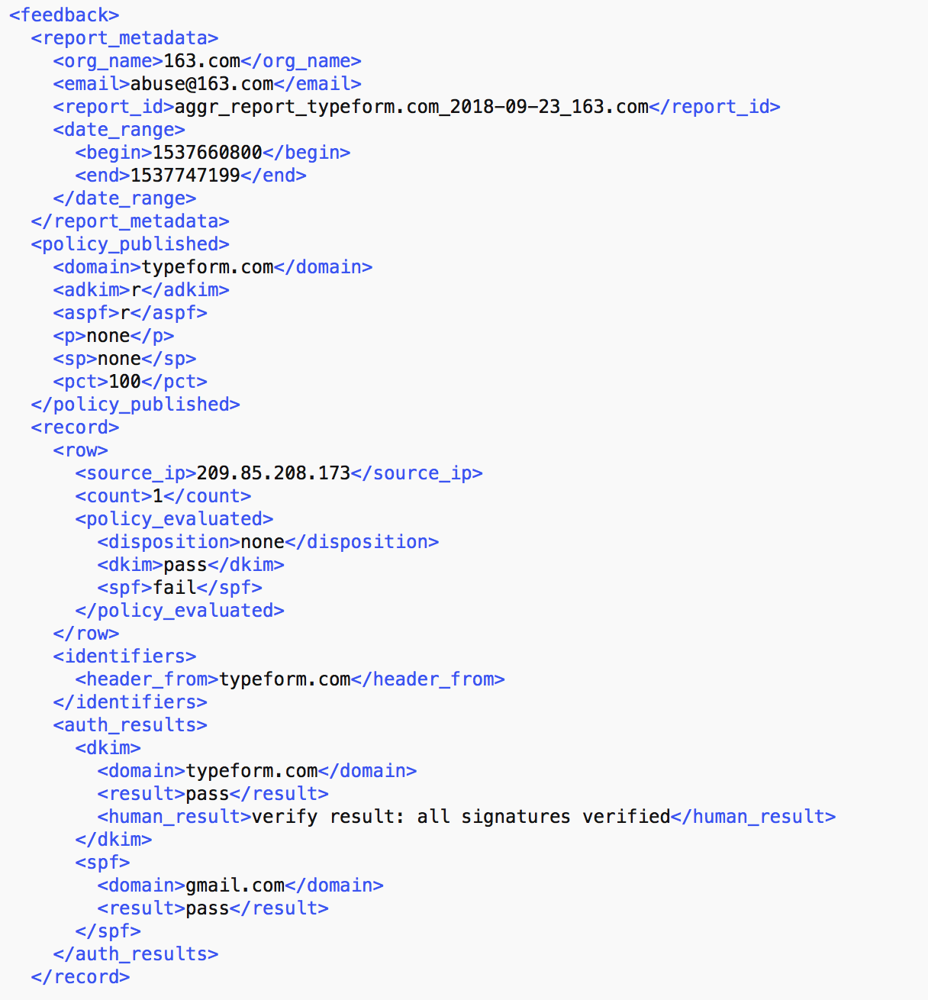 <feedback>
  <report_metadata>
    <org_name>163.com</org_name>
    <email>abuse@163.com</email>
    <report_id>aggr_report_typeform.com_2018-09-23_163.com</report_id>
    <date_range>
      <begin>1537660800</begin>
      <end>1537747199</end>
    </date_range>
  </report_metadata>
  <policy_published>
    <domain>typeform.com</domain>
    <adkim>r</adkim>
    <aspf>r</aspf>
    <p>none</p>
    <sp>none</sp>
    <pct>100</pct>
  </policy_published>
  <record>
    <row>
      <source_ip>209.85.208.173</source_ip>
      <count>1</count>
      <policy_evaluated>
        <disposition>none</disposition>
        <dkim>pass</dkim>
        <spf>fail</spf>
      </policy_evaluated>
    </row>
    <identifiers>
      <header_from>typeform.com</header_from>
    </identifiers>
    <auth_results>
      <dkim>
        <domain>typeform.com</domain>
        <result>pass</result>
        <human_result>verify result: all signatures verified</human_result>
      </dkim>
      <spf>
        <domain>gmail.com</domain>
        <result>pass</result>
      </spf>
    </auth_results>
  </record>